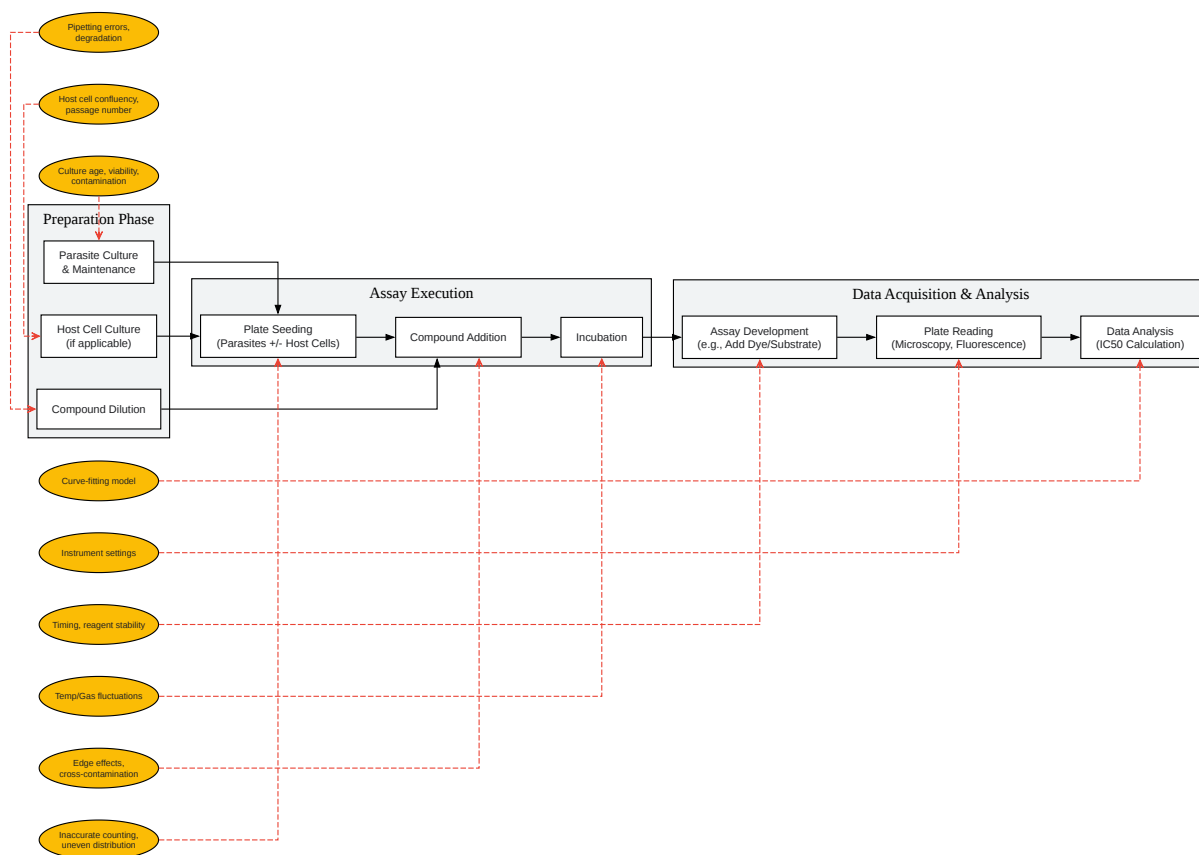 Pipetting errors,
degradation
Host cell confluency,
passage number
Culture age, viability,
contamination
Preparation Phase
Parasite Culture
& Maintenance
Host Cell Culture
(if applicable)
Compound Dilution
Assay Execution
Plate Seeding
(Parasites +/- Host Cells)
Compound Addition
Incubation
Data Acquisition & Analysis
Assay Development
(e.g., Add Dye/Substrate)
Plate Reading
(Microscopy, Fluorescence)
Data Analysis
(IC50 Calculation)
Curve-fitting model
Instrument settings
Timing, reagent stability
Temp/Gas fluctuations
Edge effects,
cross-contamination
Inaccurate counting,
uneven distribution